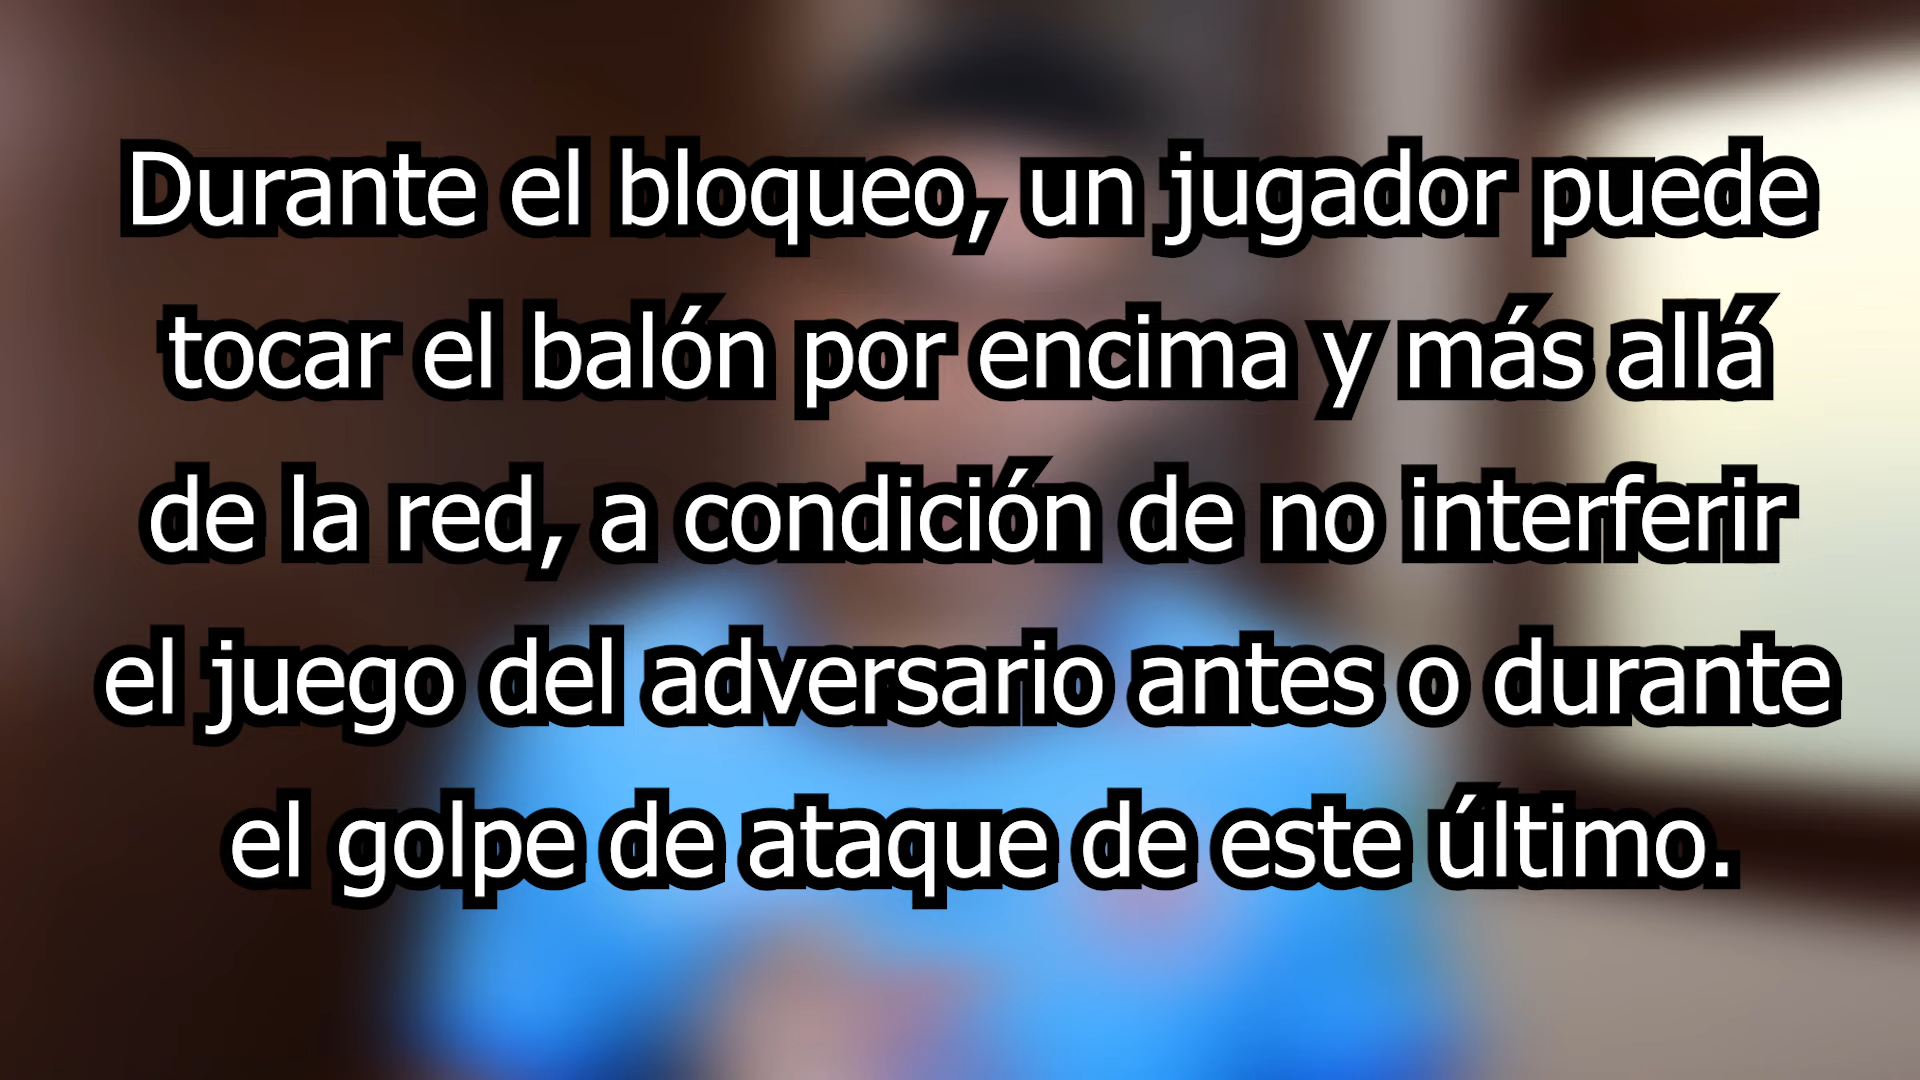 Durante el bloqueo, un jugador puede
tocar el balón por encima y más allá
de la red, a condición de no interferir
el juego del adversario antes o durante
el golpe de ataque de este último.